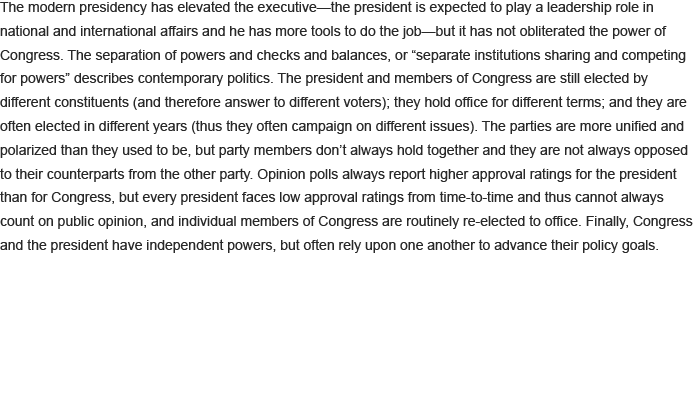 The modern presidency has elevated the executive—the president is expected to play a leadership role in
national and international affairs and he has more tools to do the job—but it has not obliterated the power of
Congress. The separation of powers and checks and balances, or “separate institutions sharing and competing
for powers” describes contemporary politics. The president and members of Congress are still elected by
different constituents (and therefore answer to different voters); they hold office for different terms; and they are
often elected in different years (thus they often campaign on different issues). The parties are more unified and
polarized than they used to be, but party members don’t always hold together and they are not always opposed
to their counterparts from the other party. Opinion polls always report higher approval ratings for the president
than for Congress, but every president faces low approval ratings from time-to-time and thus cannot always
count on public opinion, and individual members of Congress are routinely re-elected to office. Finally, Congress
and the president have independent powers, but often rely upon one another to advance their policy goals.